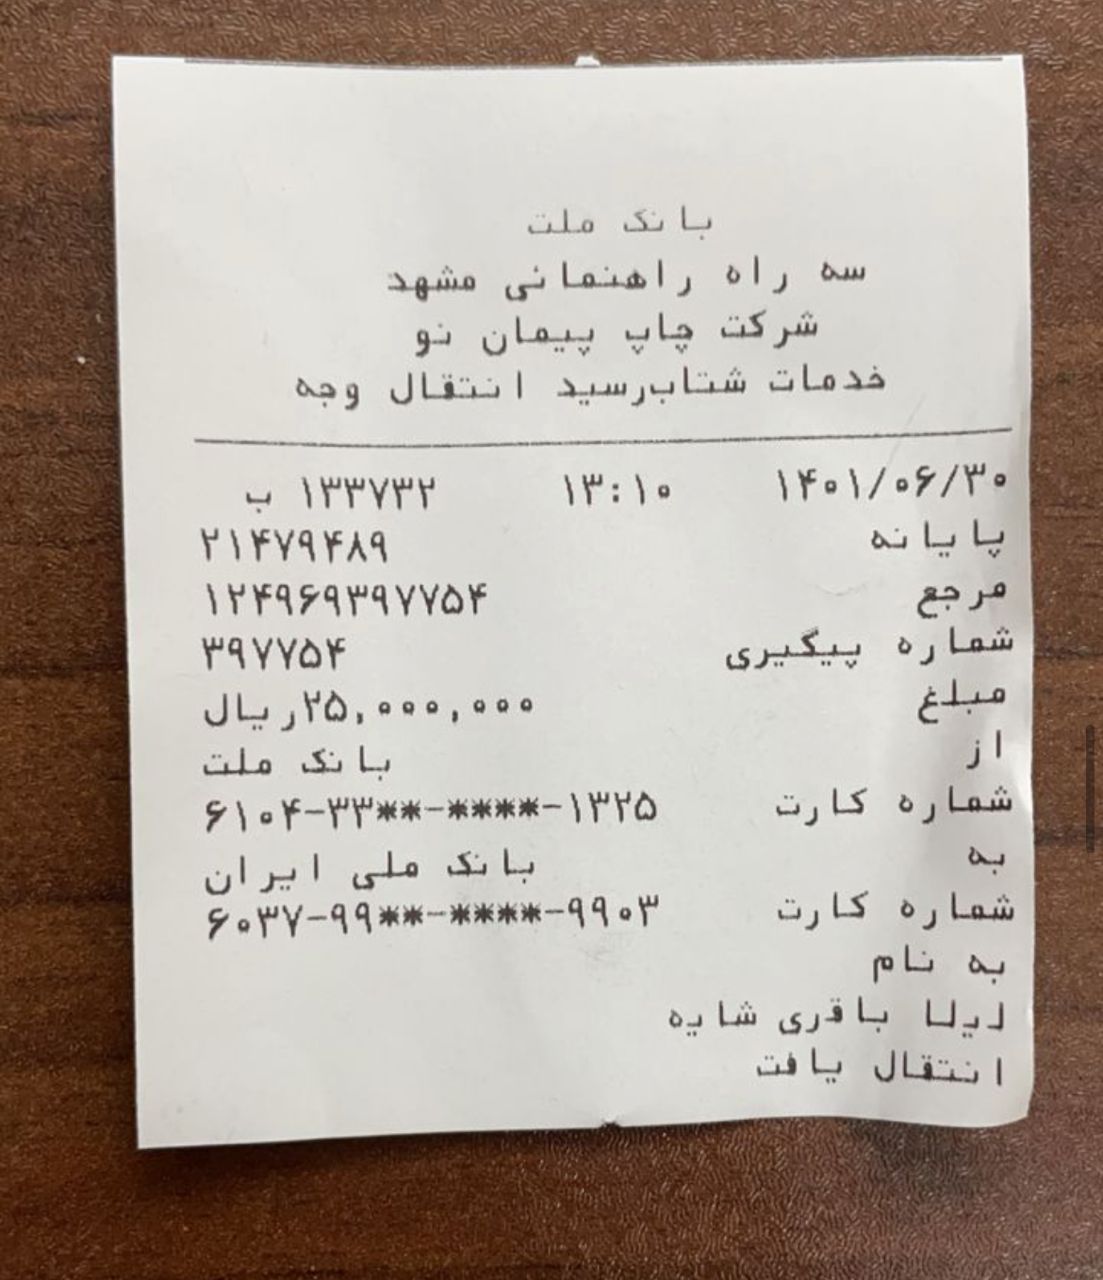 بانک ملت
سه راه راهنمائی مشهد
شرکت چاپ پیمان نو
خدمات شتاب‌رسید انتقال وجه
۱۴۰۱/۰۶/۳۰ ۱۳:۱۰ ۱۳۳۷۳۲ ب
پایانه ۲۱۴۷۹۴۸۹
مرجع ۱۲۴۹۶۹۳۹۷۷۵۴
شماره پیگیری ۳۹۷۷۵۴
مبلغ ۲۵,۰۰۰,۰۰۰ریال
از بانک ملت
شماره کارت ۶۱۰۴-۳۳**-****-۱۳۲۵
به بانک ملی ایران
شماره کارت ۶۰۳۷-۹۹**-****-۹۹۰۳
به نام
لیلا باقری شایه
انتقال یافت